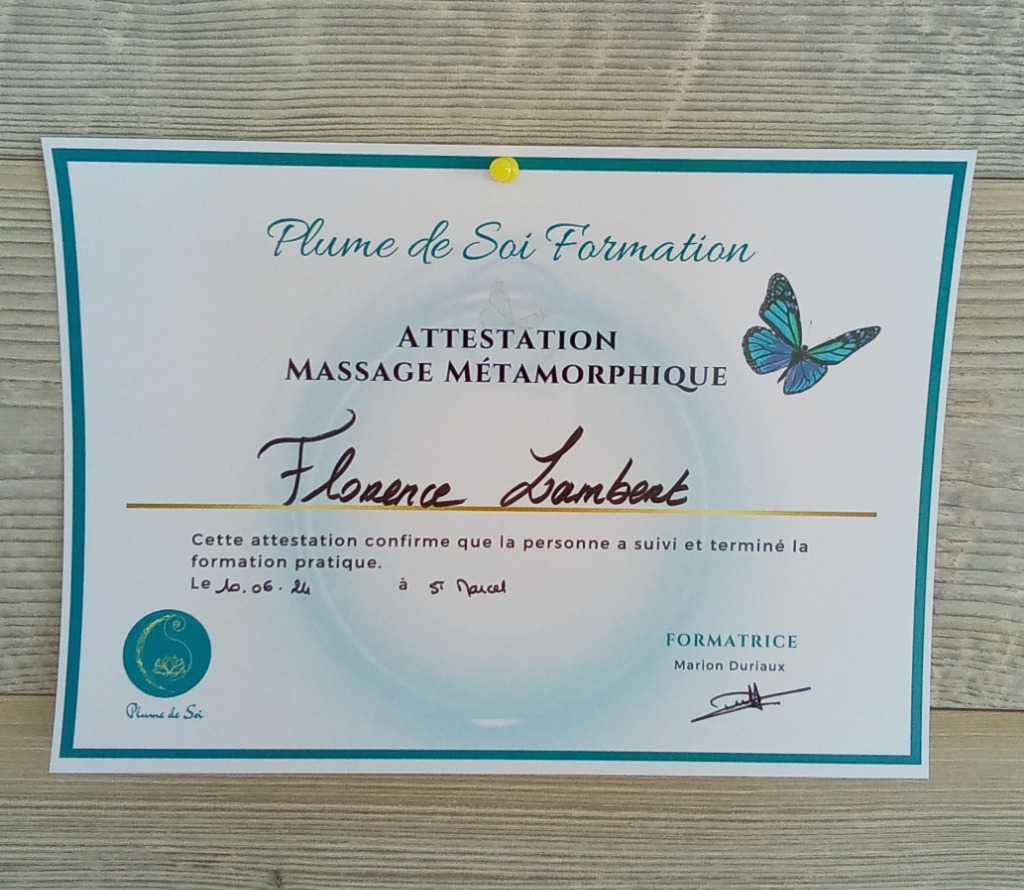 Plume de Soi Formation
ATTESTATION
MASSAGE MÉTAMORPHIQUE
Florence Lambert
Cette attestation confirme que la personne a suivi et terminé la
formation pratique.
Le 10.06.24 à St Marcel
FORMATRICE
Marion Duriaux
Plume de Soi